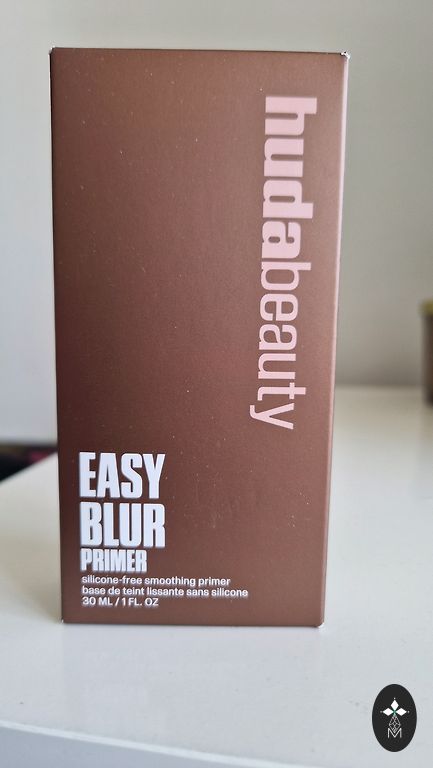 hudabeauty
EASY
BLUR
PRIMER
silicone-free smoothing primer
base de teint lissante sans silicone
30 ML / 1 FL. OZ